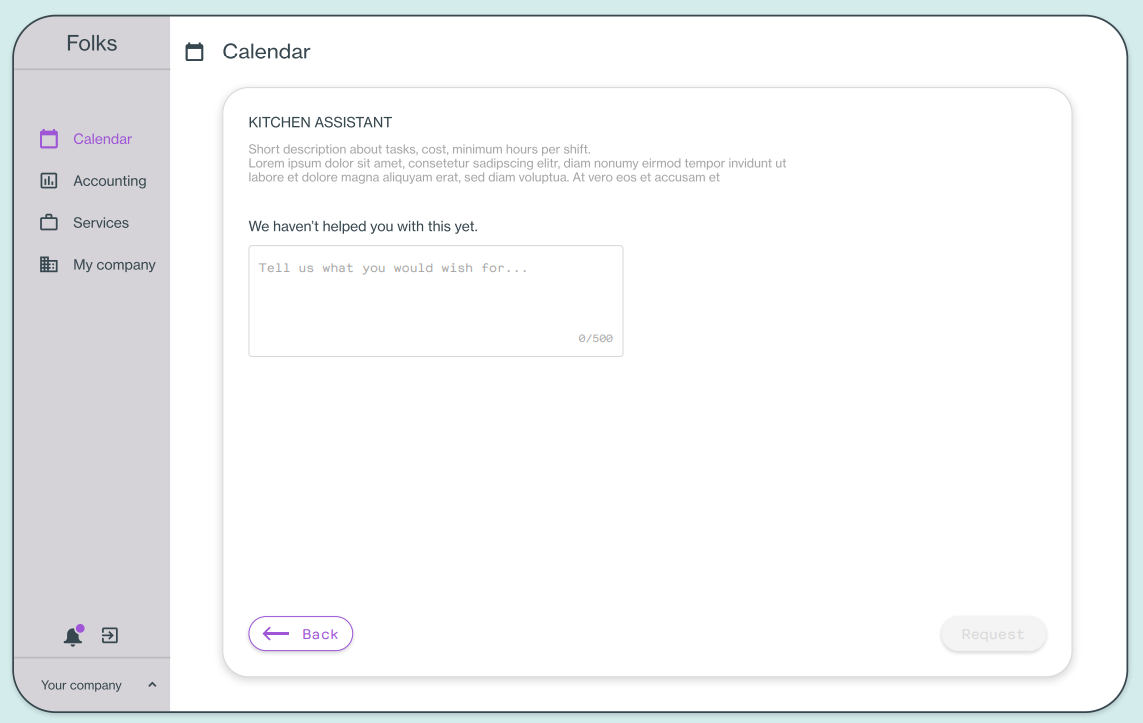 Folks
Calendar
Accounting
Services
My company
Your company
Calendar
KITCHEN ASSISTANT
Short description about tasks, cost, minimum hours per shift.
Lorem ipsum dolor sit amet, consetetur sadipscing elitr, diam nonumy eirmod tempor invidunt ut
labore et dolore magna aliquyam erat, sed diam voluptua. At vero eos et accusam et
We haven't helped you with this yet.
Tell us what you would wish for...
0/500
Back
Request